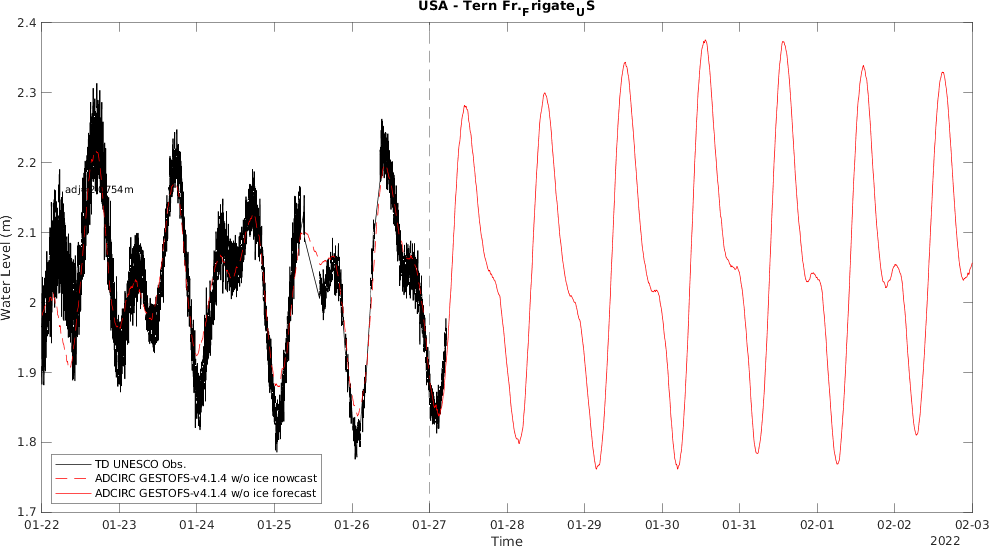 USA - Tern Fr.FrigateUS
2.4
2.3
2.2
2.1
2
1.9
1.8
1.7
Water Level (m)
TD UNESCO Obs.
ADCIRC GESTOFS-v4.1.4 w/o ice nowcast
ADCIRC GESTOFS-v4.1.4 w/o ice forecast
01-22 01-23 01-24 01-25 01-26 01-27 01-28 01-29 01-30 01-31 02-01 02-02 02-03
Time
2022